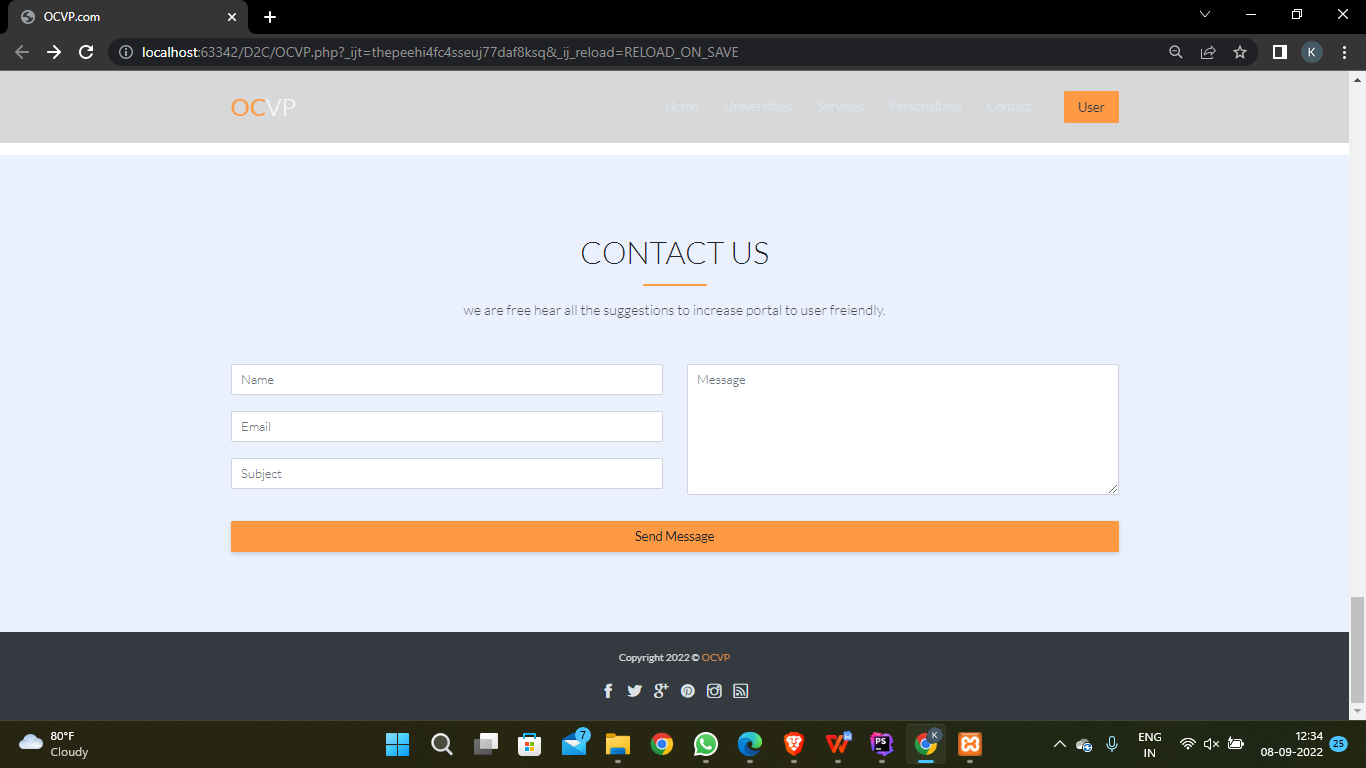 OCVP.com
localhost:63342/D2C/OCVP.php?_ijt=thepeehi4fc4sseuj77daf8ksq&_ij_reload=RELOAD_ON_SAVE
K
OCVP
Home Universities Services Personalized Contact User
CONTACT US
we are free hear all the suggestions to increase portal to user freiendly.
Name
Message
Email
Subject
Send Message
Copyright 2022 © OCVP
80°F
Cloudy
7
PS
K
ENG
IN
12:34
08-09-2022
25